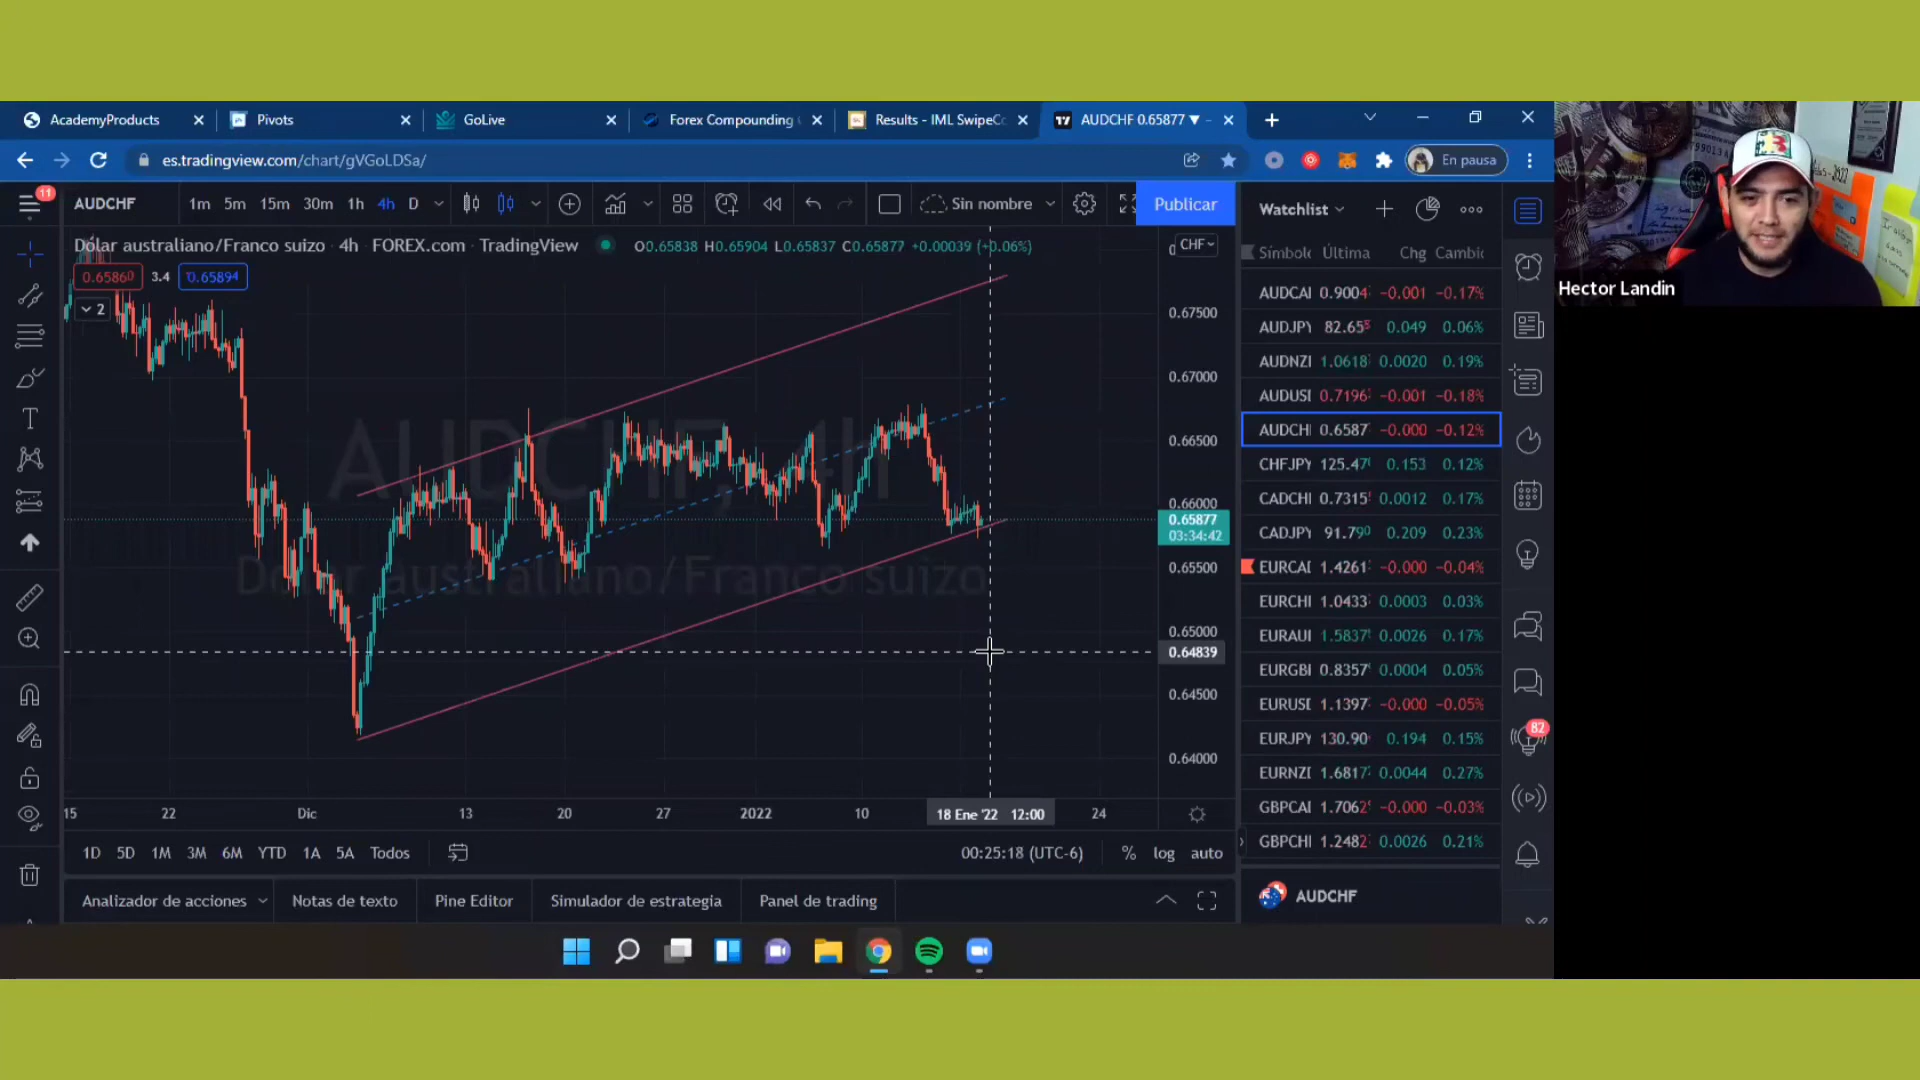 AcademyProducts
Pivots
GoLive
Forex Compounding
Results - IML SwipeCo
AUDCHF 0.65877 ▼ -
es.tradingview.com/chart/gVGoLDSa/
En pausa
11
AUDCHF
1m 5m 15m 30m 1h 4h D
Sin nombre
Publicar
Dólar australiano/Franco suizo · 4h · FOREX.com · TradingView
O0.65838 H0.65904 L0.65837 C0.65877 +0.00039 (+0.06%)
0.65860 3.4 0.65894
2
CHF
0.67500
0.67000
0.66500
0.66000
0.65877
03:34:42
0.65500
0.65000
0.64839
0.64500
0.64000
AUDCHF, 4h
Dólar australiano/Franco suizo
15 22 Dic 13 20 27 2022 10 18 Ene '22 12:00 24
1D 5D 1M 3M 6M YTD 1A 5A Todos
00:25:18 (UTC-6) % log auto
Analizador de acciones Notas de texto Pine Editor Simulador de estrategia Panel de trading
Watchlist
Símbolo Última Chg Cambio
AUDCAI 0.9004 -0.001 -0.17%
AUDJPY 82.655 0.049 0.06%
AUDNZI 1.0618 0.0020 0.19%
AUDUSI 0.7196 -0.001 -0.18%
AUDCHI 0.6587 -0.000 -0.12%
CHFJPY 125.47 0.153 0.12%
CADCHI 0.7315 0.0012 0.17%
CADJPY 91.790 0.209 0.23%
EURCAI 1.4261 -0.000 -0.04%
EURCHI 1.0433 0.0003 0.03%
EURAUI 1.5837 0.0026 0.17%
EURGBI 0.8357 0.0004 0.05%
EURUSI 1.1397 -0.000 -0.05%
EURJPY 130.90 0.194 0.15%
EURNZI 1.6817 0.0044 0.27%
GBPCAI 1.7062 -0.000 -0.03%
GBPCHI 1.2482 0.0026 0.21%
AUDCHF
82
Hector Landin